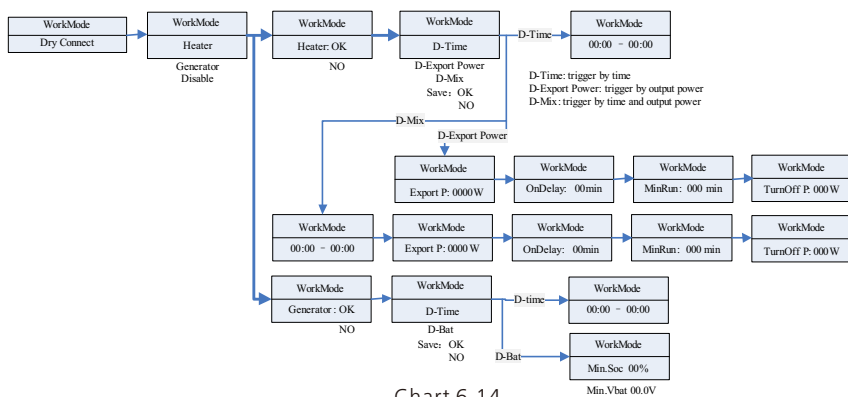 WorkMode
Dry Connect
WorkMode
Heater
Generator
Disable
WorkMode
Heater: OK
NO
WorkMode
D-Time
D-Export Power
D-Mix
Save: OK
NO
D-Time
WorkMode
00:00 - 00:00
D-Time: trigger by time
D-Export Power: trigger by output power
D-Mix: trigger by time and output power
D-Mix
D-Export Power
WorkMode
Export P: 0000W
WorkMode
OnDelay: 00min
WorkMode
MinRun: 000 min
WorkMode
TurnOff P: 000W
WorkMode
00:00 - 00:00
WorkMode
Export P: 0000W
WorkMode
OnDelay: 00min
WorkMode
MinRun: 000 min
WorkMode
TurnOff P: 000W
WorkMode
Generator: OK
NO
WorkMode
D-Time
D-Bat
Save: OK
NO
D-time
WorkMode
00:00 - 00:00
D-Bat
WorkMode
Min.Soc 00%
Min.Vbat 00.0V
Chart 6-14